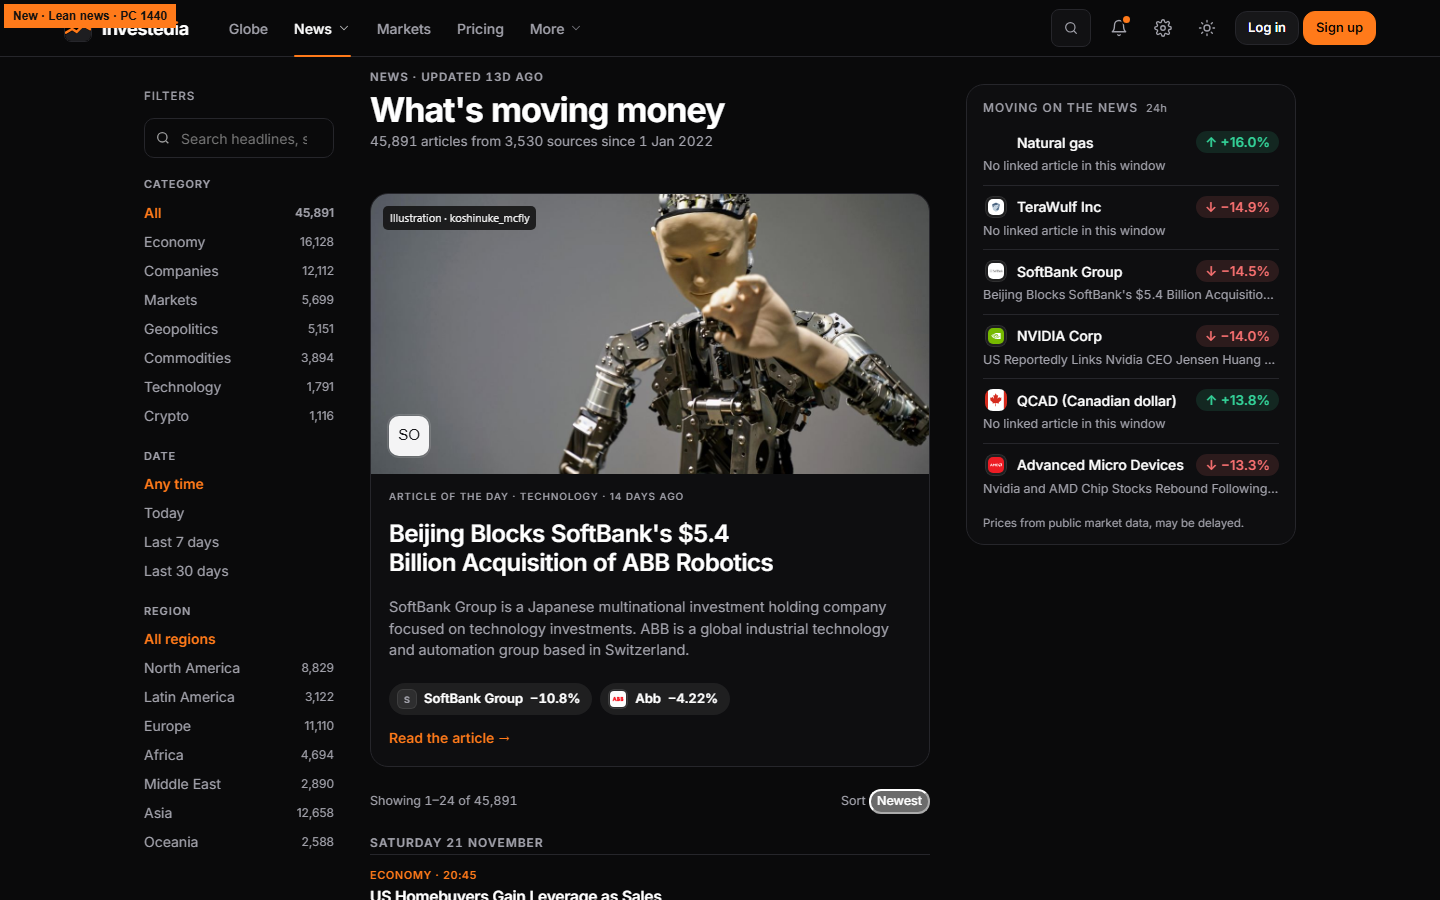 New · Lean news · PC 1440
Investedia
Globe
News
Markets
Pricing
More
Log in
Sign up
FILTERS
Search headlines, s
CATEGORY
All 45,891
Economy 16,128
Companies 12,112
Markets 5,699
Geopolitics 5,151
Commodities 3,894
Technology 1,791
Crypto 1,116
DATE
Any time
Today
Last 7 days
Last 30 days
REGION
All regions
North America 8,829
Latin America 3,122
Europe 11,110
Africa 4,694
Middle East 2,890
Asia 12,658
Oceania 2,588
NEWS · UPDATED 13D AGO
What's moving money
45,891 articles from 3,530 sources since 1 Jan 2022
Illustration · koshinuke_mcfly
SO
ARTICLE OF THE DAY · TECHNOLOGY · 14 DAYS AGO
Beijing Blocks SoftBank's $5.4
Billion Acquisition of ABB Robotics
SoftBank Group is a Japanese multinational investment holding company
focused on technology investments. ABB is a global industrial technology
and automation group based in Switzerland.
S SoftBank Group −10.8% ABB Abb −4.22%
Read the article →
Showing 1–24 of 45,891
Sort Newest
SATURDAY 21 NOVEMBER
ECONOMY · 20:45
US Homebuyers Gain Leverage as Sales
MOVING ON THE NEWS 24h
Natural gas ↑ +16.0%
No linked article in this window
TeraWulf Inc ↓ −14.9%
No linked article in this window
SoftBank Group ↓ −14.5%
Beijing Blocks SoftBank's $5.4 Billion Acquisitio...
NVIDIA Corp ↓ −14.0%
US Reportedly Links Nvidia CEO Jensen Huang ...
QCAD (Canadian dollar) ↑ +13.8%
No linked article in this window
AMD Advanced Micro Devices ↓ −13.3%
Nvidia and AMD Chip Stocks Rebound Following...
Prices from public market data, may be delayed.